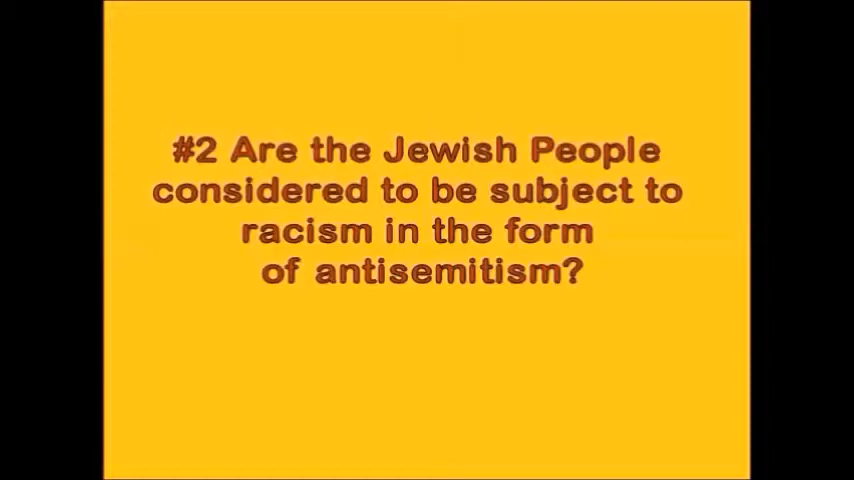 #2 Are the Jewish People
considered to be subject to
racism in the form
of antisemitism?